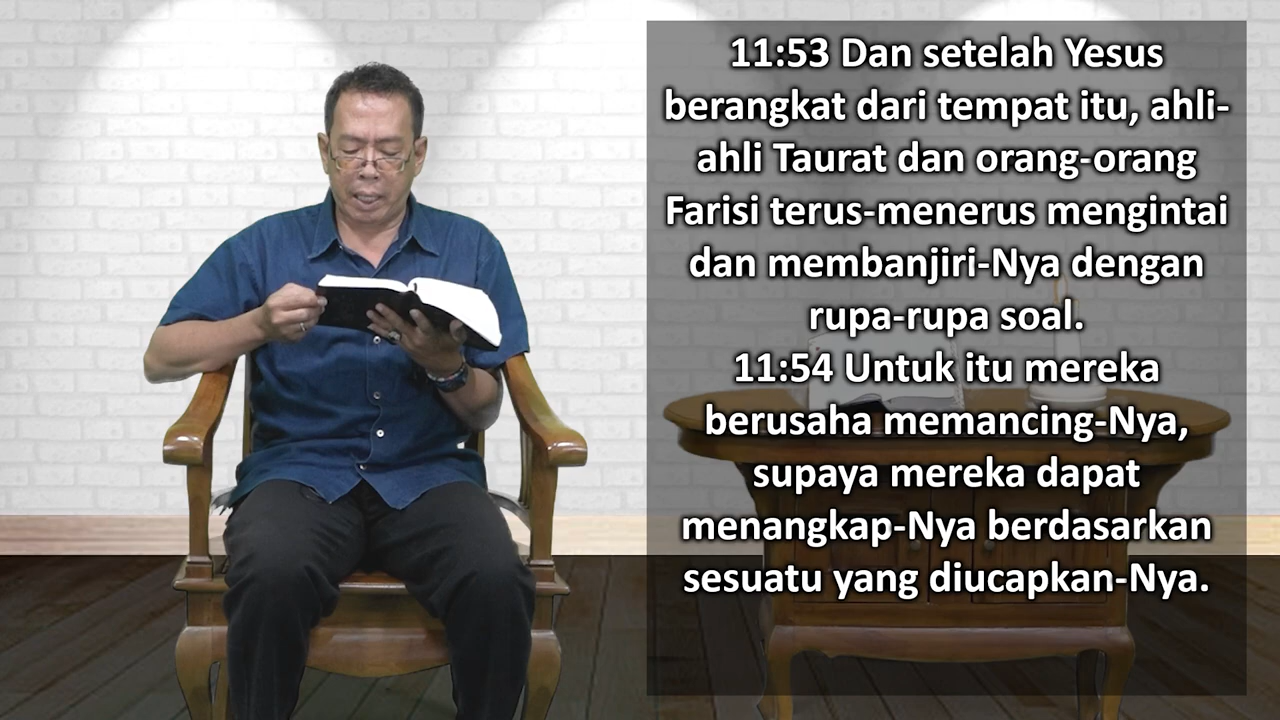 11:53 Dan setelah Yesus
berangkat dari tempat itu, ahli-
ahli Taurat dan orang-orang
Farisi terus-menerus mengintai
dan membanjiri-Nya dengan
rupa-rupa soal.
11:54 Untuk itu mereka
berusaha memancing-Nya,
supaya mereka dapat
menangkap-Nya berdasarkan
sesuatu yang diucapkan-Nya.